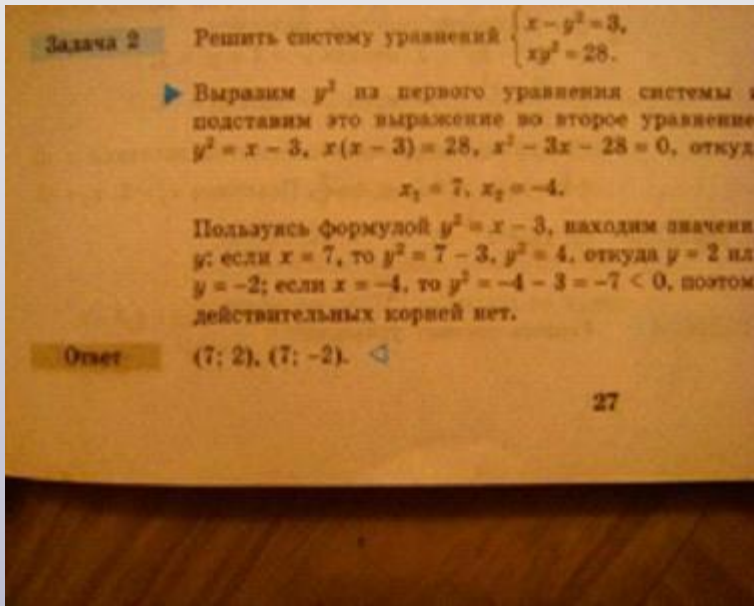 Задача 2 Решить систему уравнений { x − y² = 3,
xy² = 28.
Выразим y² из первого уравнения системы и
подставим это выражение во второе уравнение
y² = x − 3, x(x − 3) = 28, x² − 3x − 28 = 0, откуд
x₁ = 7, x₂ = −4.
Пользуясь формулой y² = x − 3, находим значени
y: если x = 7, то y² = 7 − 3, y² = 4, откуда y = 2 ил
y = −2; если x = −4, то y² = −4 − 3 = −7 < 0, поэтом
действительных корней нет.
Ответ (7; 2), (7; −2).
27